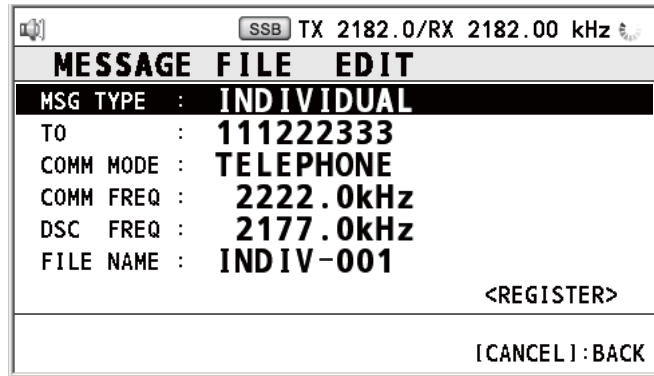 SSB TX 2182.0/RX 2182.00 kHz
MESSAGE FILE EDIT
MSG TYPE : INDIVIDUAL
TO : 111222333
COMM MODE : TELEPHONE
COMM FREQ : 2222.0kHz
DSC FREQ : 2177.0kHz
FILE NAME : INDIV-001
<REGISTER>
[CANCEL]:BACK